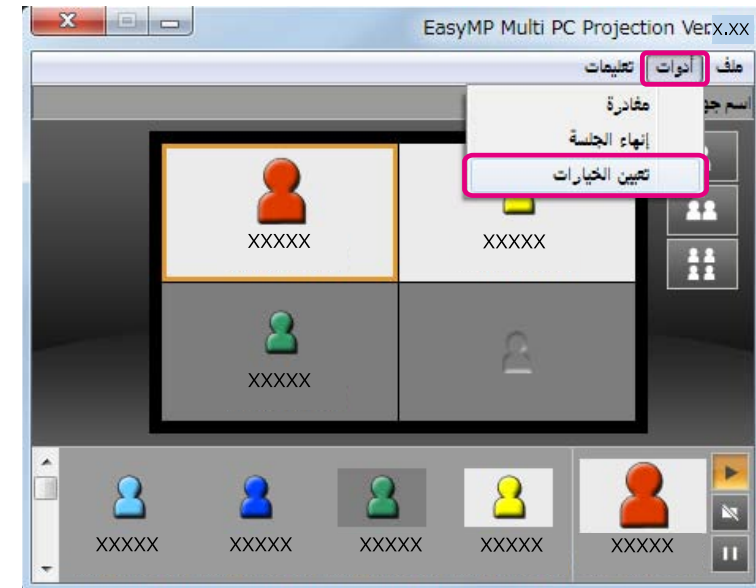 EasyMP Multi PC Projection Ver.x.xx
ملف أدوات تعليمات
مغادرة
إنهاء الجلسة
تعيين الخيارات
اسم
XXXXX XXXXX
XXXXX
XXXXX XXXXX XXXXX XXXXX XXXXX